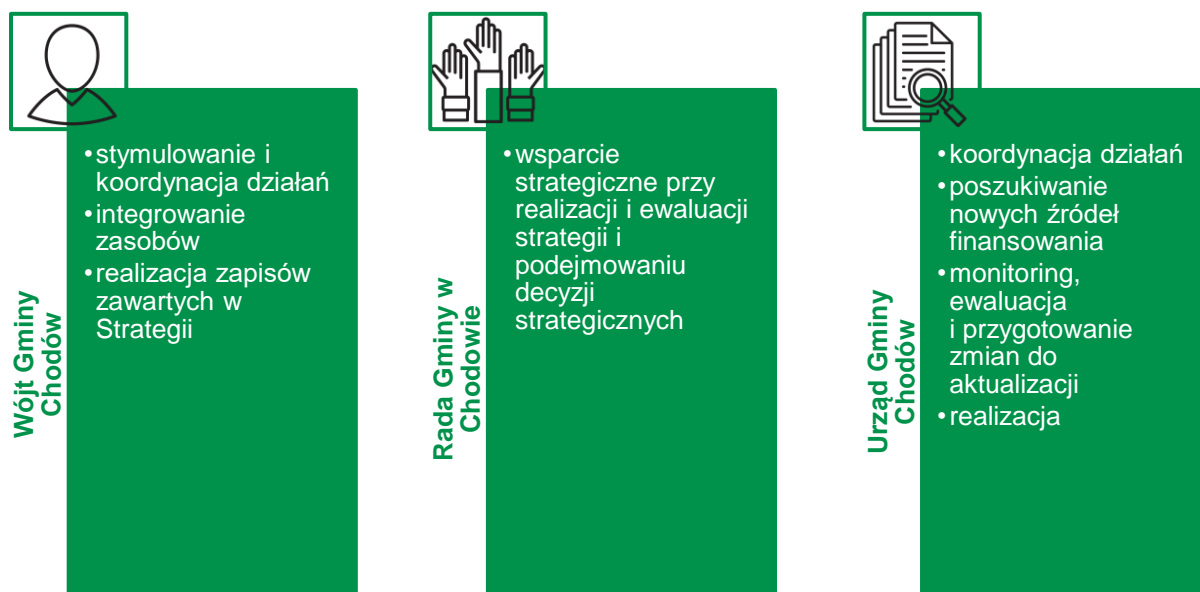 Wójt Gminy
Chodów
•stymulowanie i
koordynacja działań
•integrowanie
zasobów
•realizacja zapisów
zawartych w
Strategii
Rada Gminy w
Chodowie
•wsparcie
strategiczne przy
realizacji i ewaluacji
strategii i
podejmowaniu
decyzji
strategicznych
Urząd Gminy
Chodów
•koordynacja działań
•poszukiwanie
nowych źródeł
finansowania
•monitoring,
ewaluacja
i przygotowanie
zmian do
aktualizacji
•realizacja